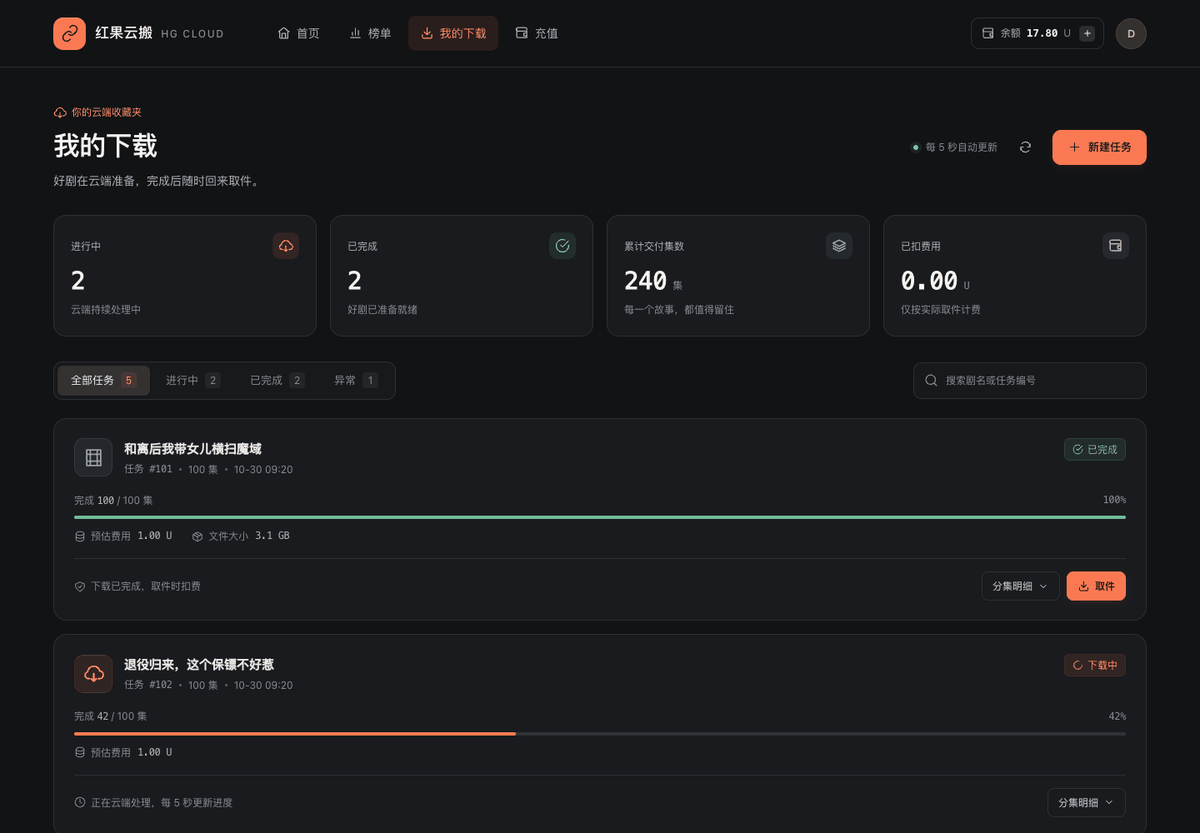 红果云搬 HG CLOUD 首页 榜单 我的下载 充值 余额 17.80 U + D
你的云端收藏夹
我的下载
每 5 秒自动更新 新建任务
好剧在云端准备，完成后随时回来取件。
进行中 已完成 累计交付集数 已扣费用
2 2 240 集 0.00 U
云端持续处理中 好剧已准备就绪 每一个故事，都值得留住 仅按实际取件计费
全部任务 5 进行中 2 已完成 2 异常 1 搜索剧名或任务编号
和离后我带女儿横扫魔域 已完成
任务 #101 • 100 集 • 10-30 09:20
完成 100 / 100 集 100%
预估费用 1.00 U 文件大小 3.1 GB
下载已完成，取件时扣费 分集明细 取件
退役归来，这个保镖不好惹 下载中
任务 #102 • 100 集 • 10-30 09:20
完成 42 / 100 集 42%
预估费用 1.00 U
正在云端处理，每 5 秒更新进度 分集明细